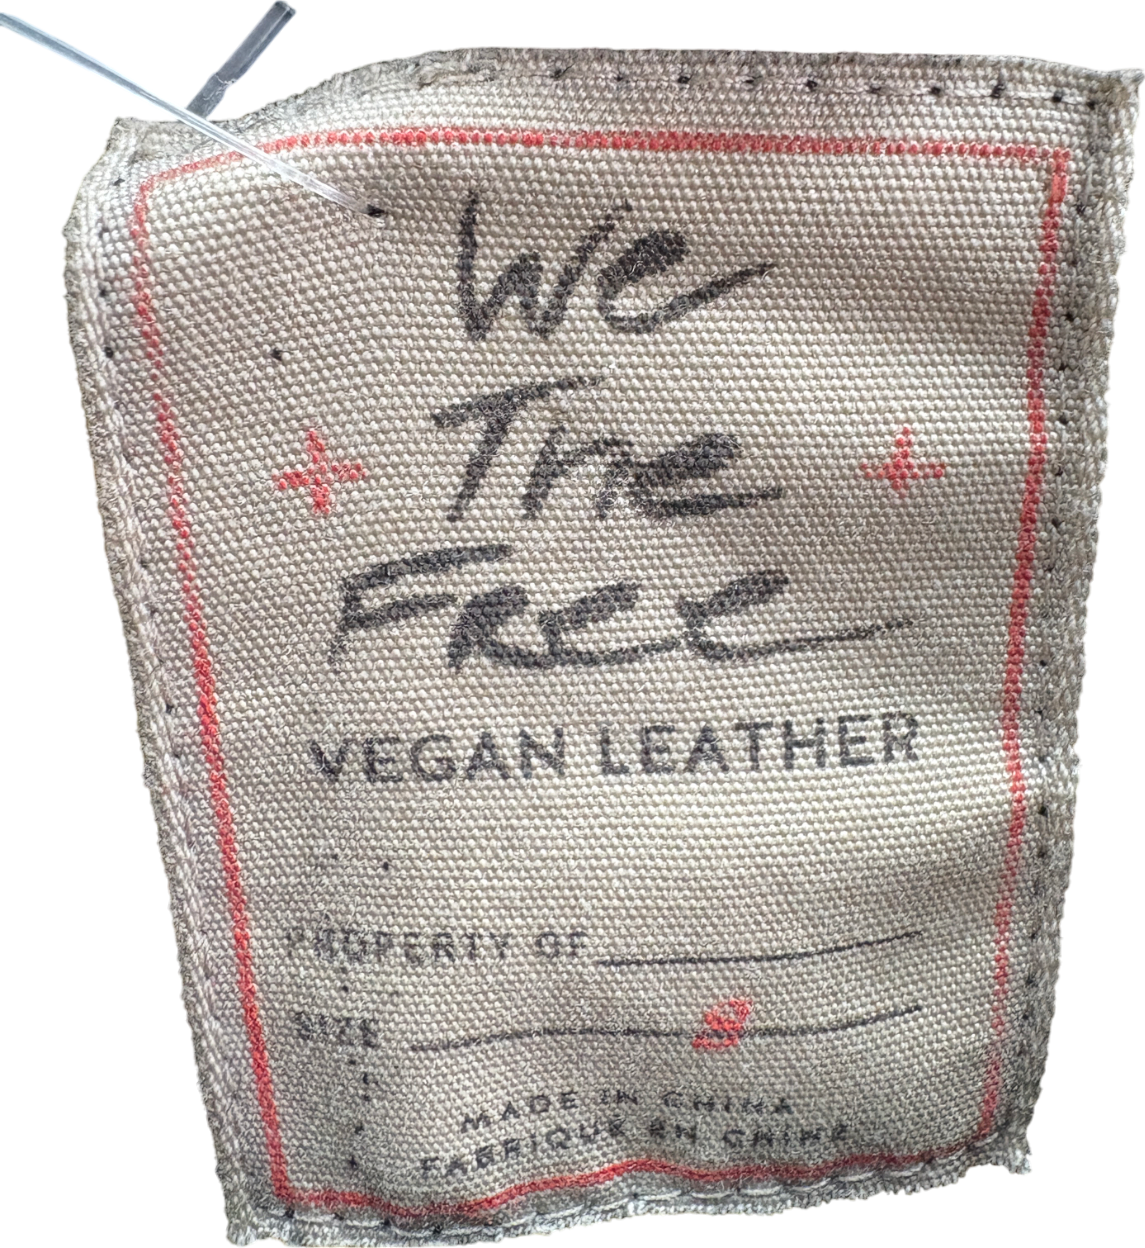 We
The
Free
VEGAN LEATHER
PROPERTY OF
SIZE
MADE IN CHINA
FABRIQUÉ EN CHINE